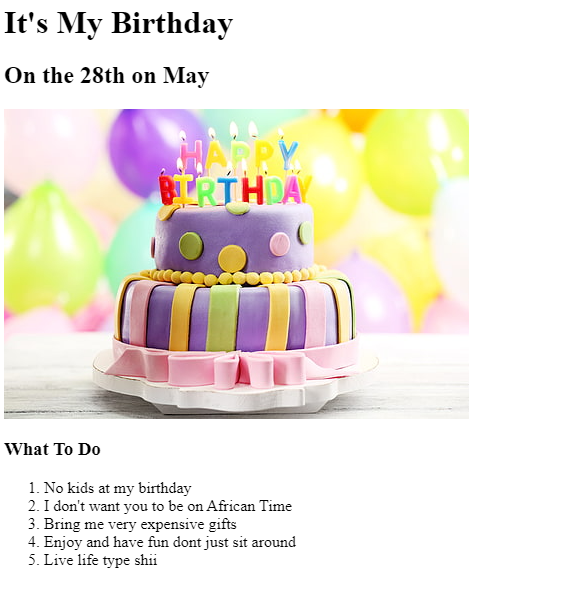 It's My Birthday
On the 28th on May
HAPPY
BIRTHDAY
What To Do
1. No kids at my birthday
2. I don't want you to be on African Time
3. Bring me very expensive gifts
4. Enjoy and have fun dont just sit around
5. Live life type shii